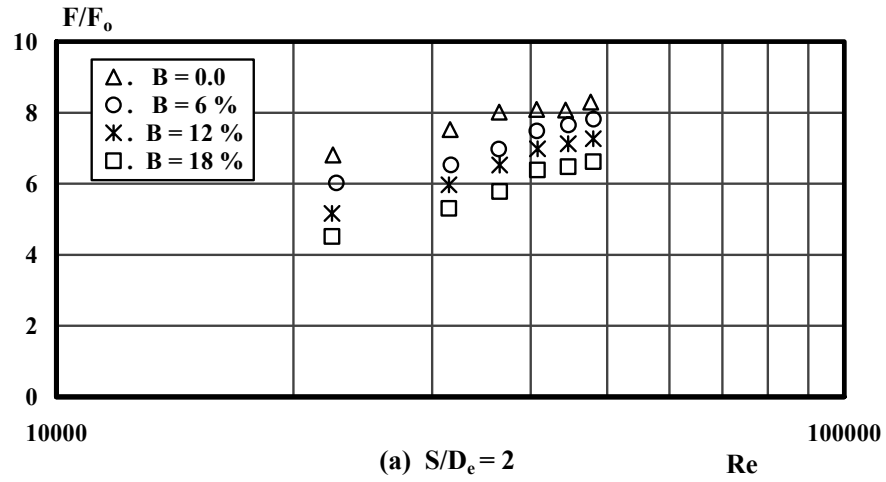 F/Fo
10
8
6
4
2
0
. B = 0.0
. B = 6 %
. B = 12 %
. B = 18 %
10000
100000
(a) S/De = 2
Re